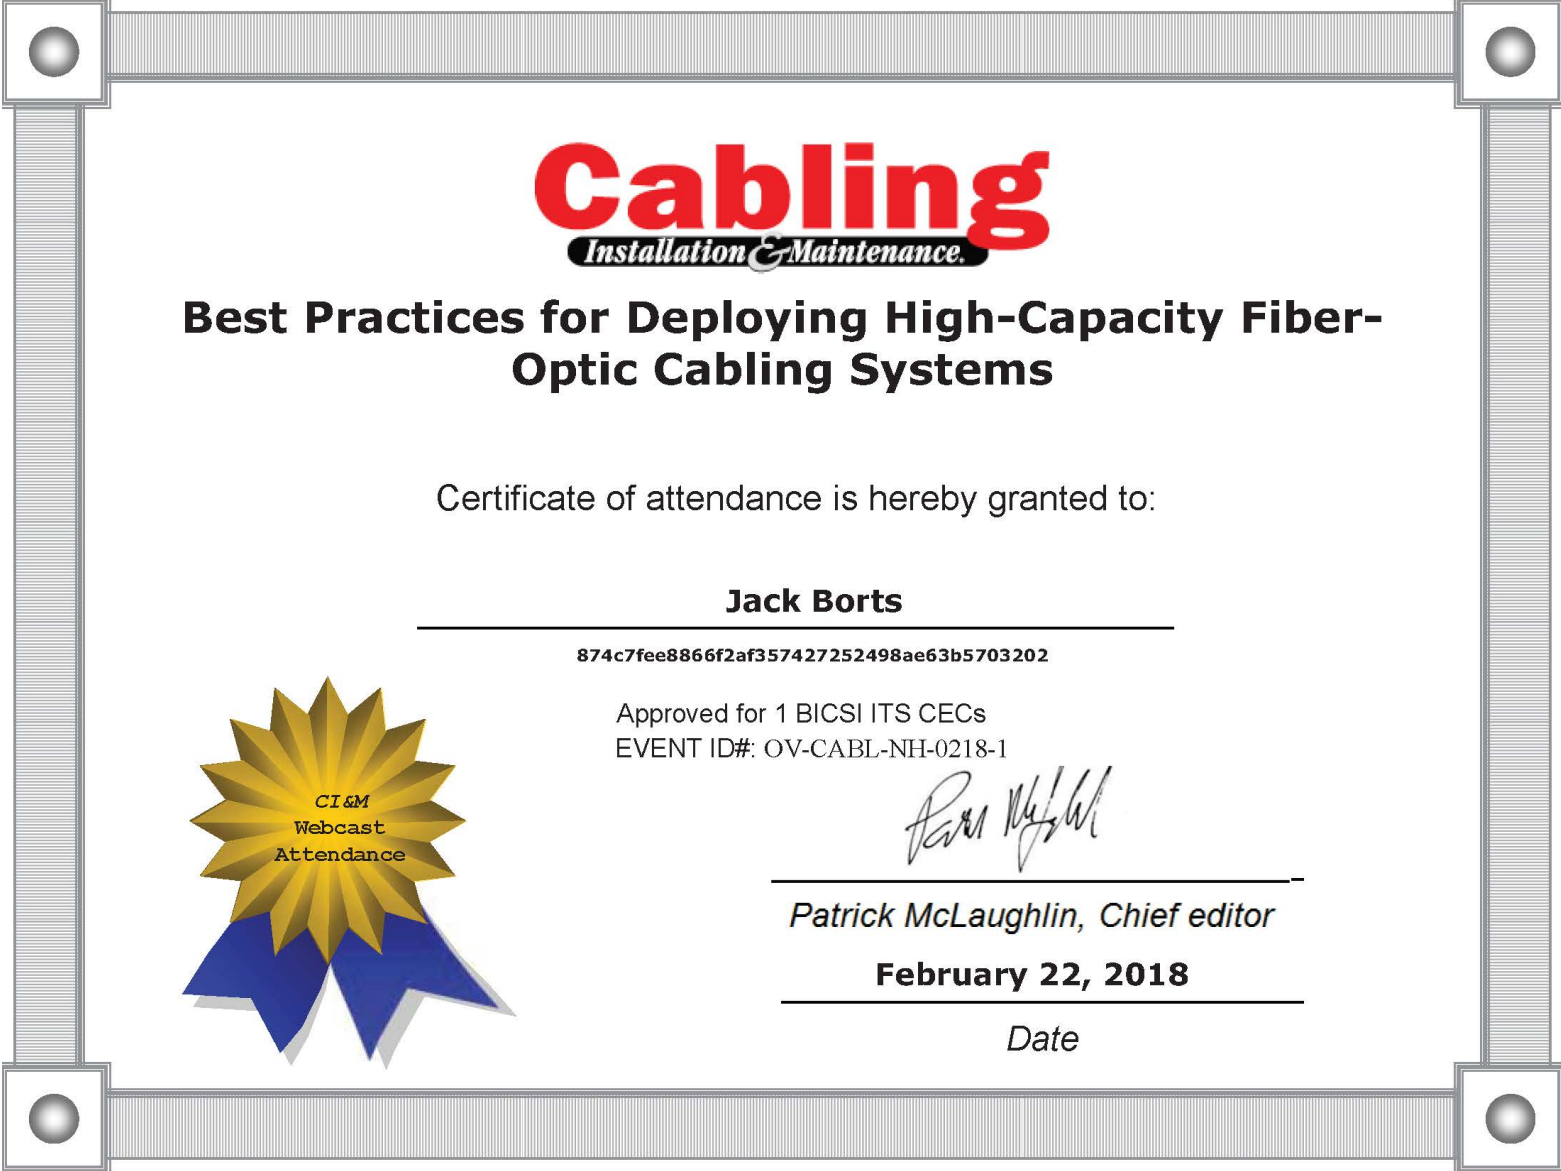 Cabling
Installation & Maintenance.
Best Practices for Deploying High-Capacity Fiber-
Optic Cabling Systems
Certificate of attendance is hereby granted to:
Jack Borts
874c7fee8866f2af357427252498ae63b5703202
Approved for 1 BICSI ITS CECs
EVENT ID#: OV-CABL-NH-0218-1
CI&M
Webcast
Attendance
Patrick McLaughlin, Chief editor
February 22, 2018
Date